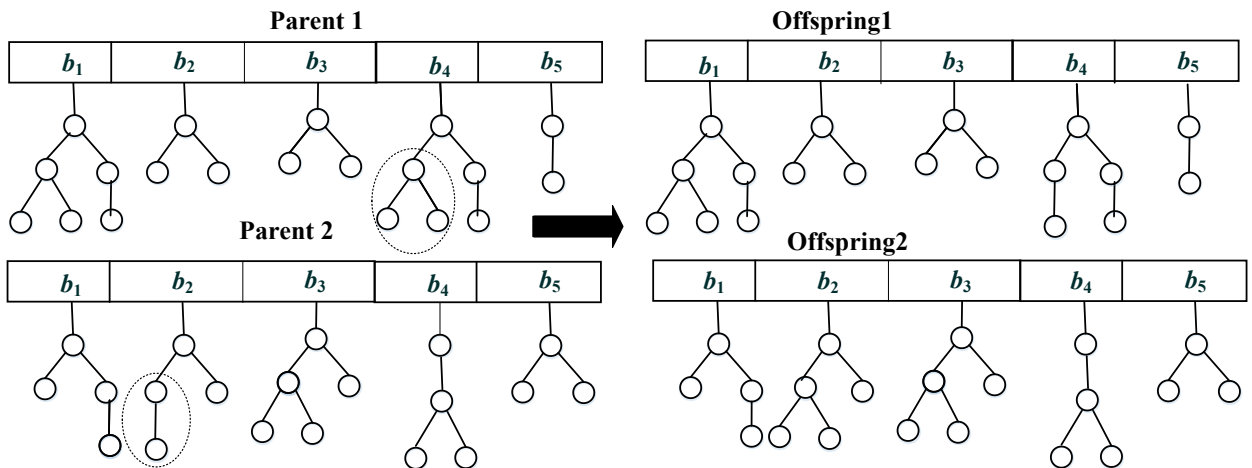 Parent 1
b1 b2 b3 b4 b5
Offspring1
b1 b2 b3 b4 b5
Parent 2
b1 b2 b3 b4 b5
Offspring2
b1 b2 b3 b4 b5